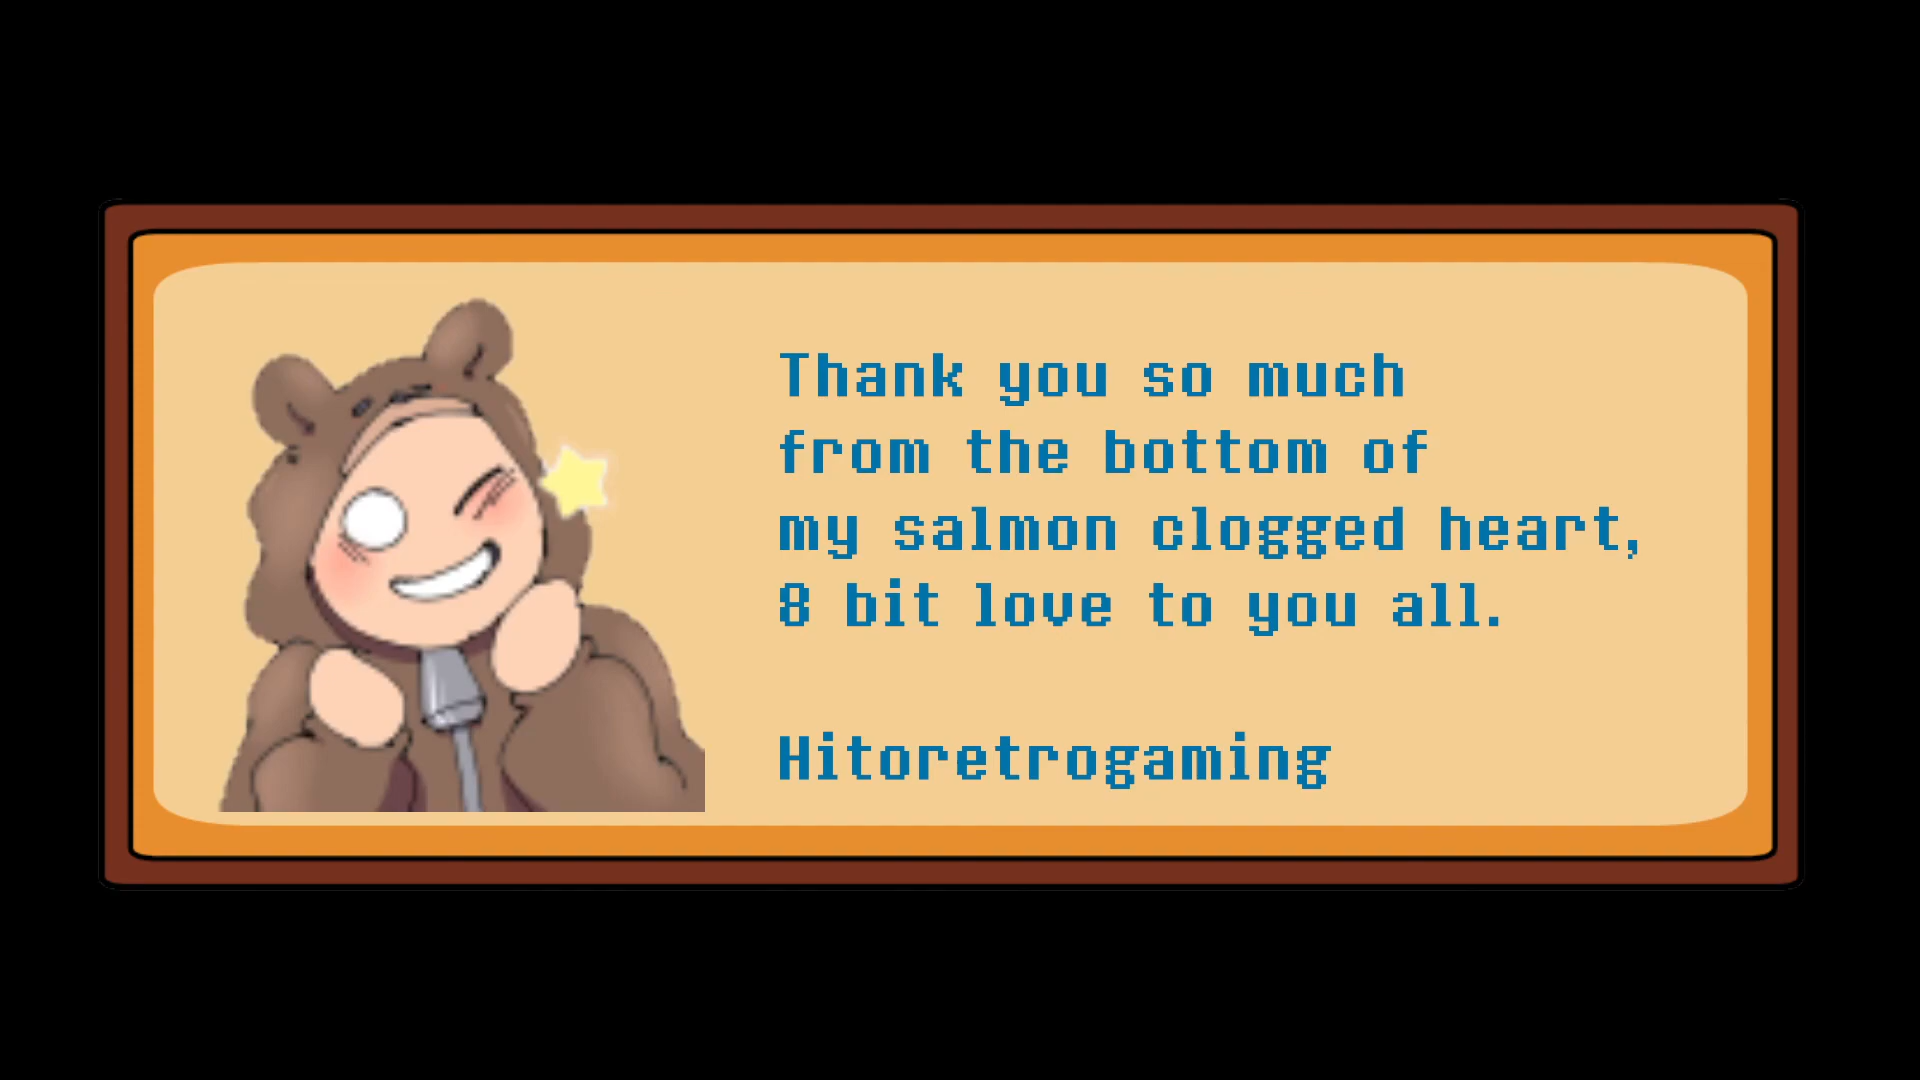 Thank you so much
from the bottom of
my salmon clogged heart,
8 bit love to you all.
Hitoretrogaming